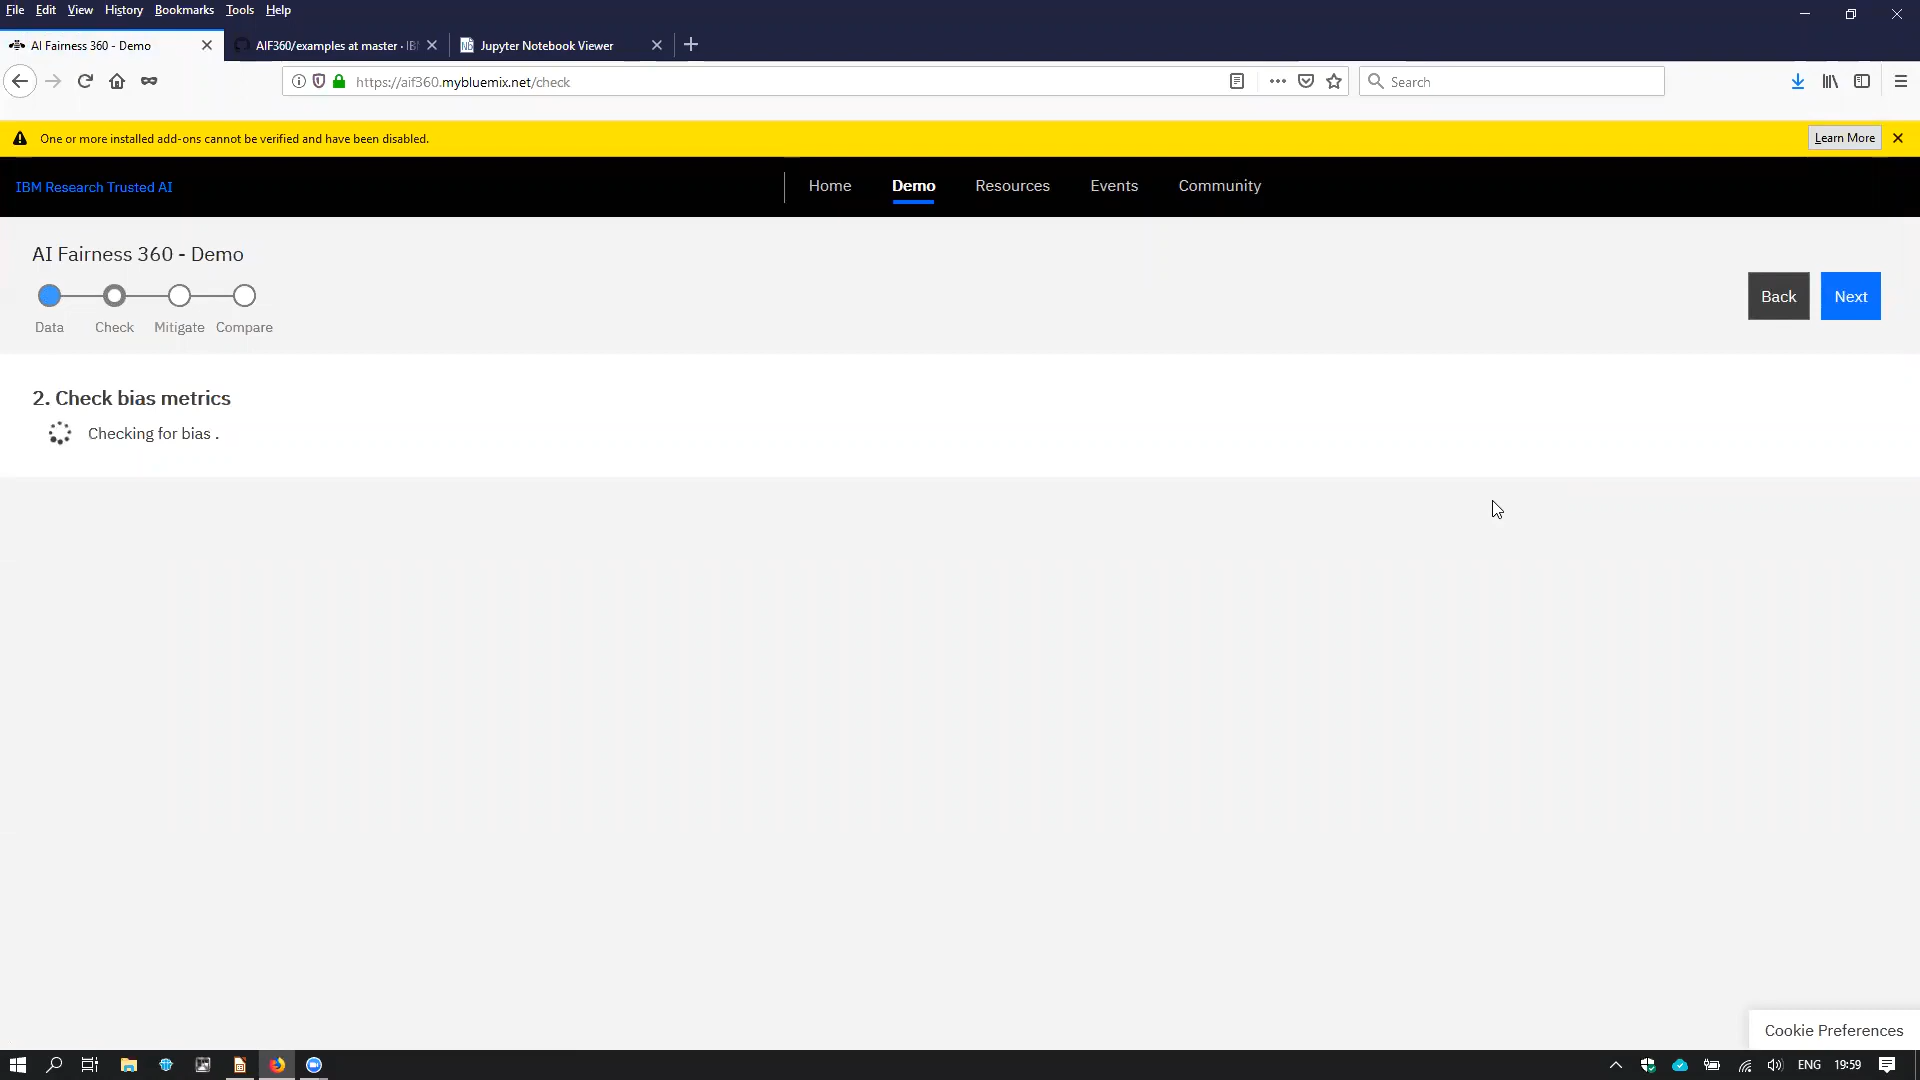 File Edit View History Bookmarks Tools Help
AI Fairness 360 - Demo
AIF360/examples at master · IB
Jupyter Notebook Viewer
https://aif360.mybluemix.net/check
Search
One or more installed add-ons cannot be verified and have been disabled.
Learn More
IBM Research Trusted AI
Home Demo Resources Events Community
AI Fairness 360 - Demo
Back Next
Data Check Mitigate Compare
2. Check bias metrics
Checking for bias .
Cookie Preferences
ENG 19:59